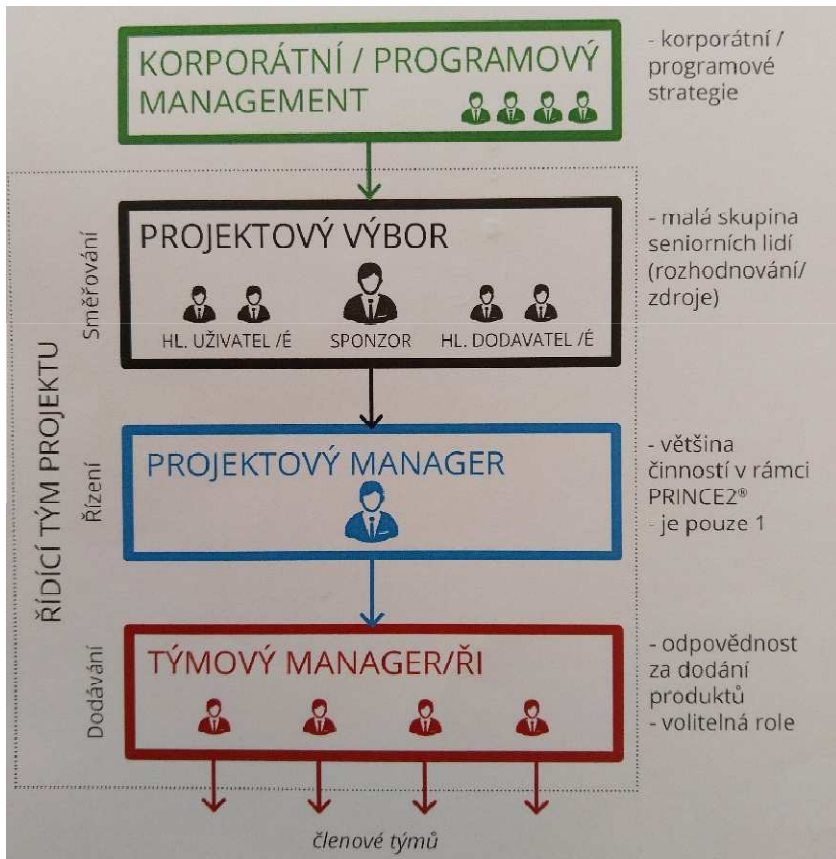 KORPORÁTNÍ / PROGRAMOVÝ
MANAGEMENT
- korporátní /
programové
strategie
ŘÍDÍCÍ TÝM PROJEKTU
Směřování
PROJEKTOVÝ VÝBOR
HL. UŽIVATEL /É
SPONZOR
HL. DODAVATEL /É
- malá skupina
seniorních lidí
(rozhodnování/
zdroje)
Řízení
PROJEKTOVÝ MANAGER
- většina
činností v rámci
PRINCE2®
- je pouze 1
Dodávání
TÝMOVÝ MANAGER/ŘI
- odpovědnost
za dodání
produktů
- volitelná role
členové týmů